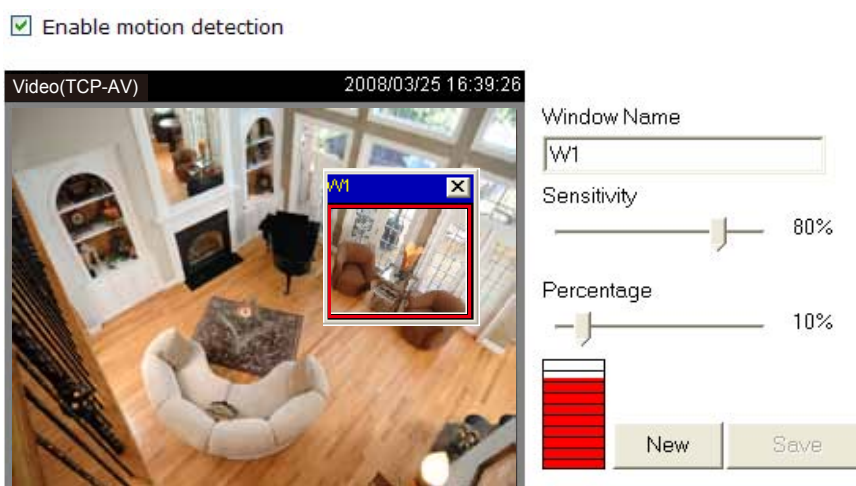 Enable motion detection
Video(TCP-AV) 2008/03/25 16:39:26
Window Name
W1
W1
Sensitivity
80%
Percentage
10%
New Save